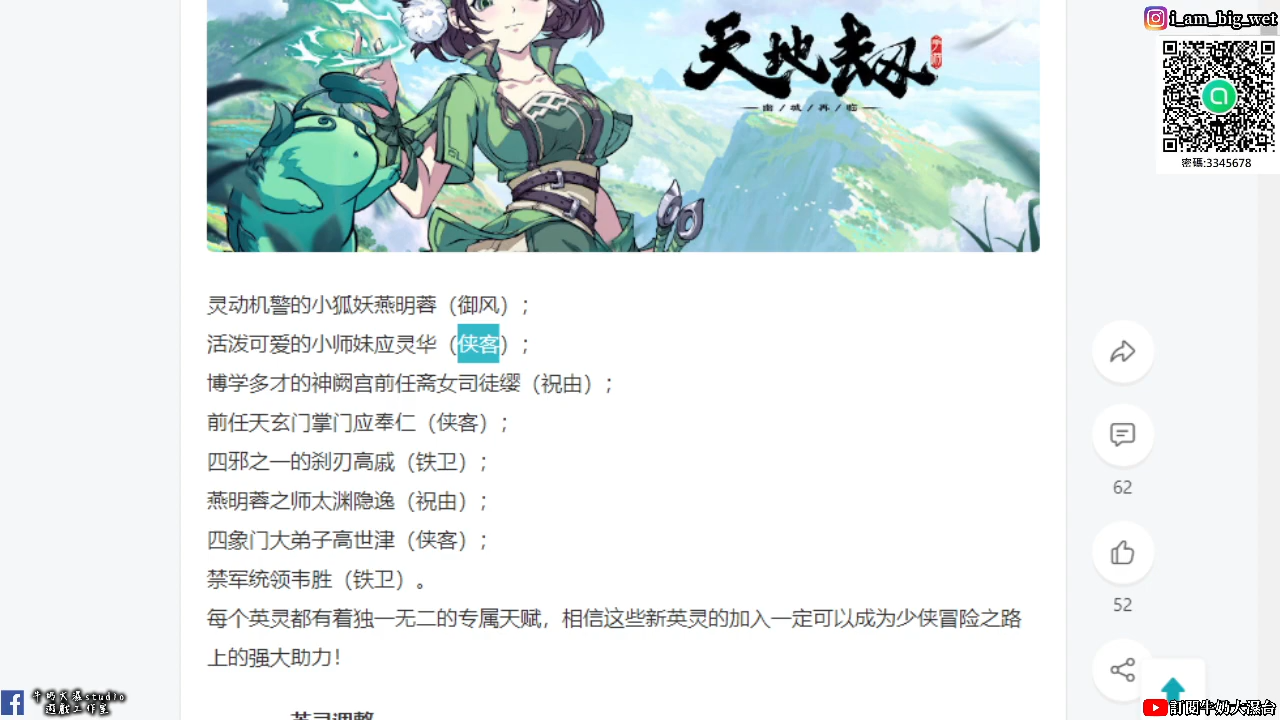 i_am_big_wet
天地劫
幽/城/再/临
密碼:3345678
灵动机警的小狐妖燕明蓉（御风）；
活泼可爱的小师妹应灵华（侠客）；
博学多才的神阙宫前任斋女司徒缨（祝由）；
前任天玄门掌门应奉仁（侠客）；
四邪之一的刹刃高戚（铁卫）；
燕明蓉之师太渊隐逸（祝由）；
四象门大弟子高世津（侠客）；
禁军统领韦胜（铁卫）。
每个英灵都有着独一无二的专属天赋，相信这些新英灵的加入一定可以成为少侠冒险之路
上的强大助力！
英灵调整
62
52
牛奶大濕studio
遊戲工作室
訂閱牛奶大濕台